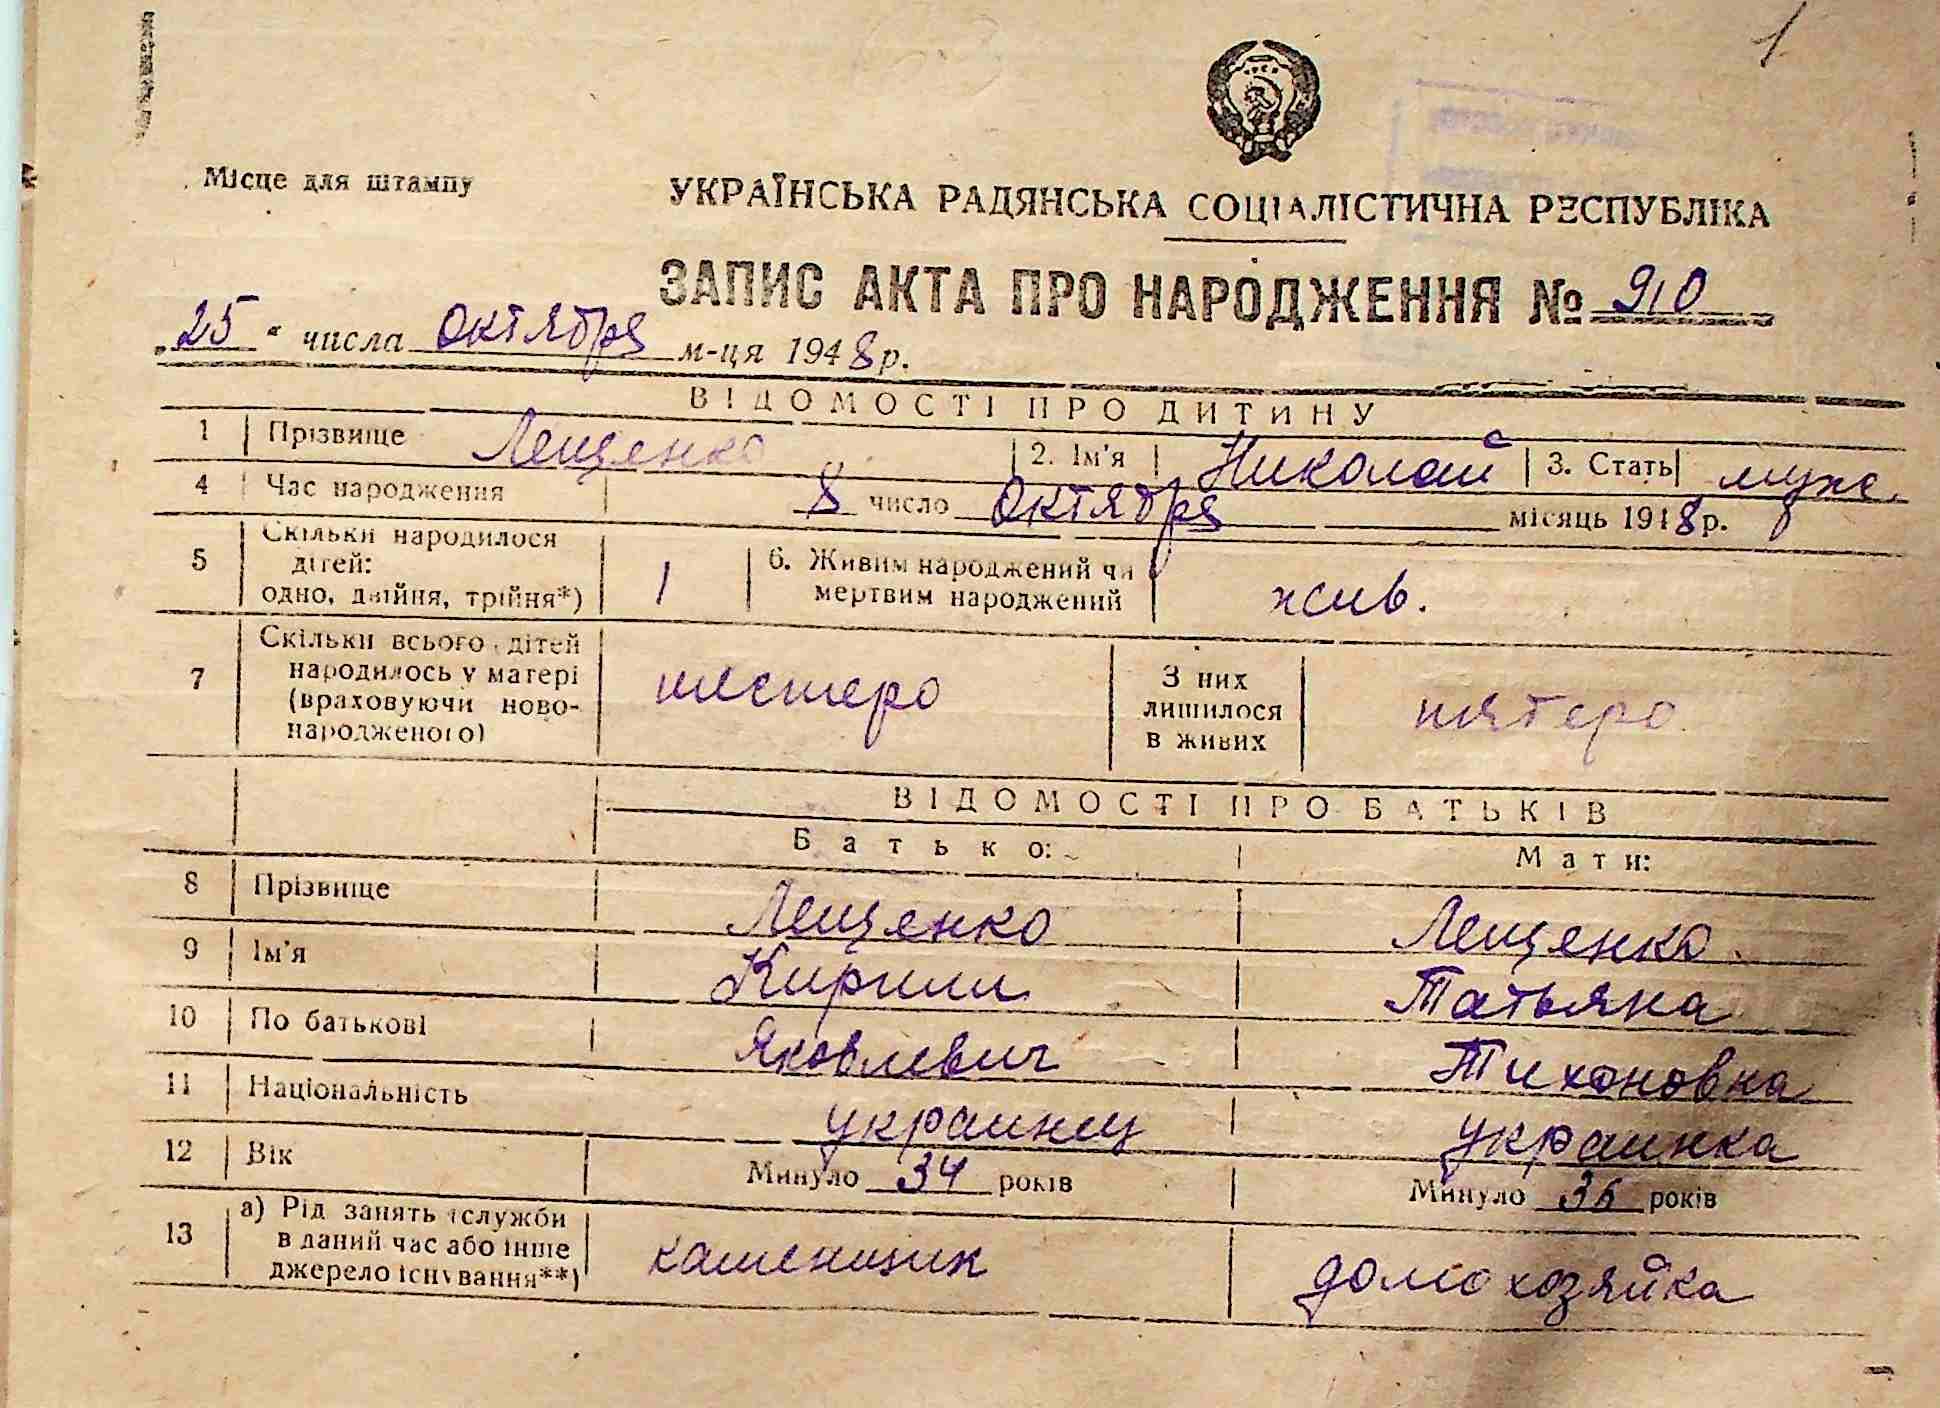 1
Місце для штампу
УКРАЇНСЬКА РАДЯНСЬКА СОЦІАЛІСТИЧНА РЕСПУБЛІКА
ЗАПИС АКТА ПРО НАРОДЖЕННЯ № 910
„25“ числа октября м-ця 1948 р.
ВІДОМОСТІ ПРО ДИТИНУ
1 Прізвище Лещенко 2. Ім'я Николай 3. Стать муже.
4 Час народження 8 число октября місяць 1948 р.
5 Скільки народилося дітей: одно, двійня, трійня*) 1 6. Живим народжений чи мертвим народжений жив.
7 Скільки всього дітей народилось у матері (враховуючи ново-народженого) шестеро З них лишилося в живих пятеро
ВІДОМОСТІ ПРО БАТЬКІВ
Батько: Мати:
8 Прізвище Лещенко Лещенко
9 Ім'я Кирилл Татьяна
10 По батькові Яковлевич Тихоновна
11 Національність украинец украинка
12 Вік Минуло 34 років Минуло 36 років
13 а) Рід занять (служби в даний час або інше джерело існування**) каменщик домохозяйка